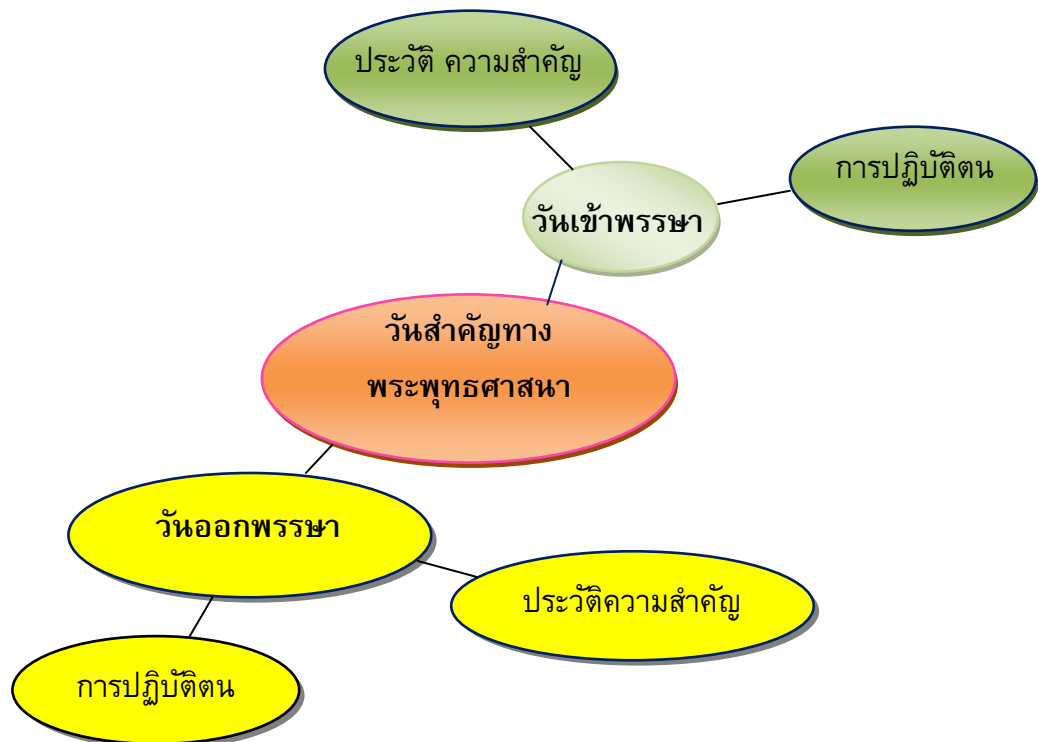 ประวัติ ความสำคัญ
การปฏิบัติตน
วันเข้าพรรษา
วันสำคัญทาง
พระพุทธศาสนา
วันออกพรรษา
ประวัติความสำคัญ
การปฏิบัติตน